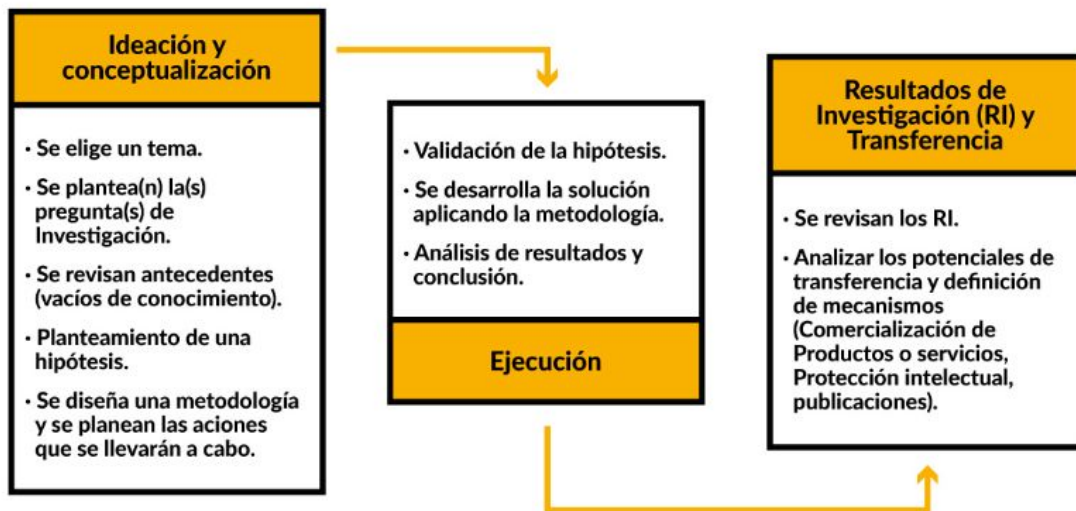 Ideación y
conceptualización
· Se elige un tema.
· Se plantea(n) la(s)
pregunta(s) de
Investigación.
· Se revisan antecedentes
(vacíos de conocimiento).
· Planteamiento de una
hipótesis.
· Se diseña una metodología
y se planean las aciones
que se llevarán a cabo.
· Validación de la hipótesis.
· Se desarrolla la solución
aplicando la metodología.
· Análisis de resultados y
conclusión.
Ejecución
Resultados de
Investigación (RI) y
Transferencia
· Se revisan los RI.
· Analizar los potenciales de
transferencia y definición
de mecanismos
(Comercialización de
Productos o servicios,
Protección intelectual,
publicaciones).